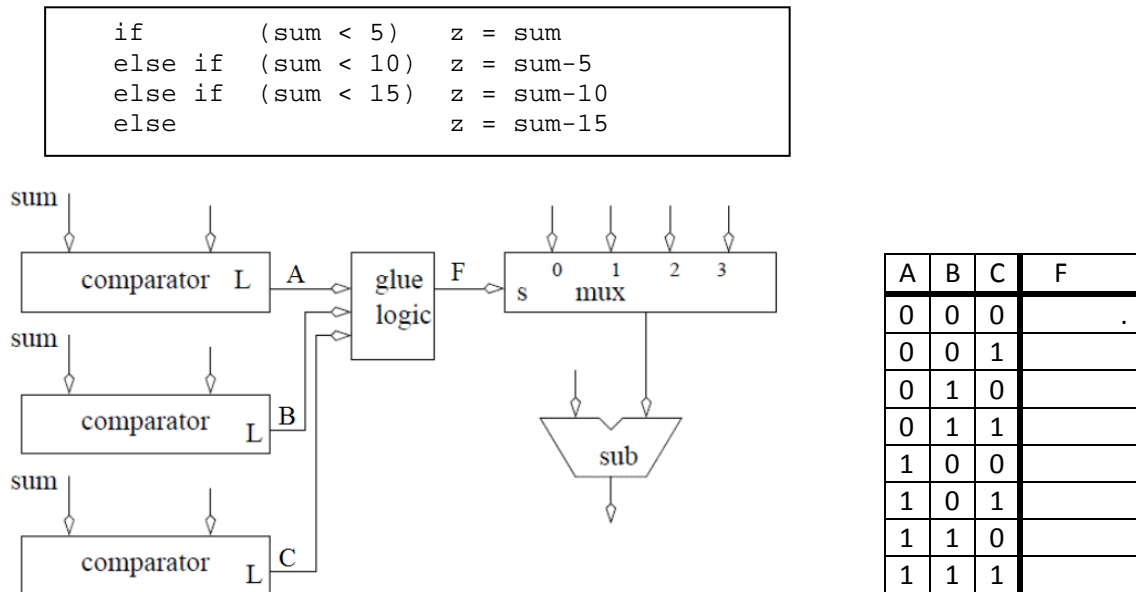 if (sum < 5) z = sum
else if (sum < 10) z = sum-5
else if (sum < 15) z = sum-10
else z = sum-15
sum
comparator L A
glue logic
F
0 1 2 3
s mux
sum
comparator L B
sub
sum
comparator L C
A B C F
0 0 0 .
0 0 1
0 1 0
0 1 1
1 0 0
1 0 1
1 1 0
1 1 1